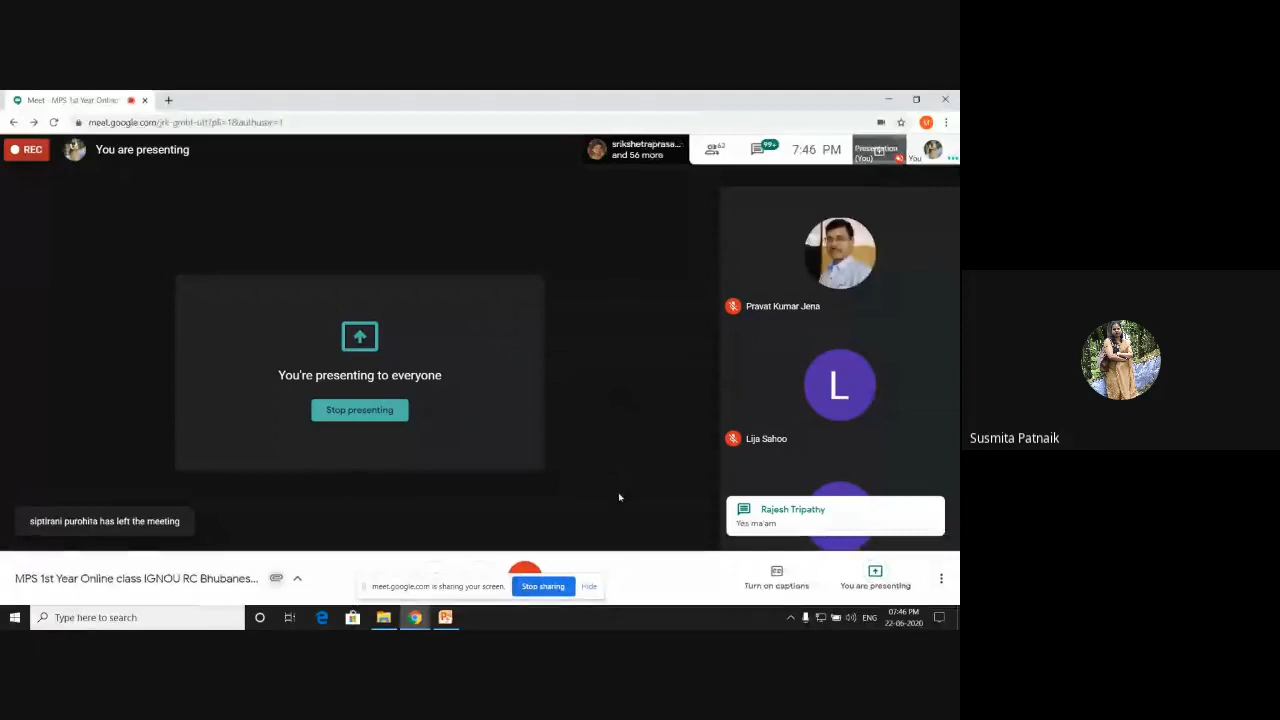 Meet - MPS 1st Year Online
REC
You are presenting
srikshetraprasa...
and 56 more
62
99+
7:46 PM
Presentation
(You)
You
Pravat Kumar Jena
L
Lija Sahoo
You're presenting to everyone
Stop presenting
Susmita Patnaik
Rajesh Tripathy
Yes ma'am
siptirani purohita has left the meeting
MPS 1st Year Online class IGNOU RC Bhubanes...
meet.google.com is sharing your screen.
Stop sharing
Hide
Turn on captions
You are presenting
Type here to search
ENG
07:46 PM
22-06-2020